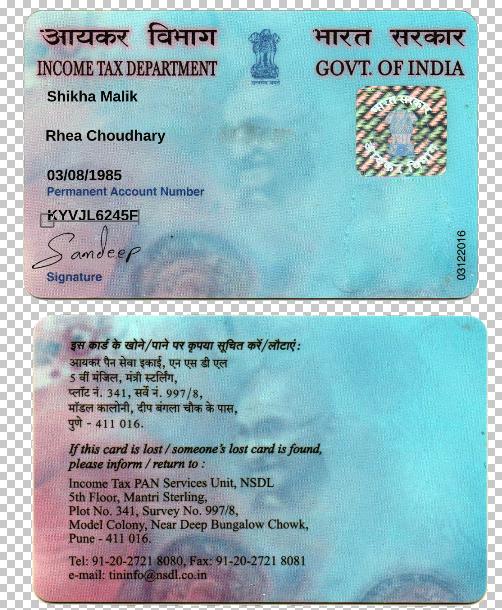 आयकर विभाग
भारत सरकार
INCOME TAX DEPARTMENT
GOVT. OF INDIA
Shikha Malik
Rhea Choudhary
03/08/1985
Permanent Account Number
KYVJL6245F
Sandeep
Signature
03122016
इस कार्ड के खोने/पाने पर कृपया सूचित करें/लौटाएं:
आयकर पैन सेवा इकाई, एन एस डी एल
5 वीं मंजिल, मंत्री स्टर्लिंग,
प्लॉट नं. 341, सर्वे नं. 997/8,
मॉडल कालोनी, दीप बंगला चौक के पास,
पुणे - 411 016.
If this card is lost / someone's lost card is found,
please inform / return to :
Income Tax PAN Services Unit, NSDL
5th Floor, Mantri Sterling,
Plot No. 341, Survey No. 997/8,
Model Colony, Near Deep Bungalow Chowk,
Pune - 411 016.
Tel: 91-20-2721 8080, Fax: 91-20-2721 8081
e-mail: tininfo@nsdl.co.in